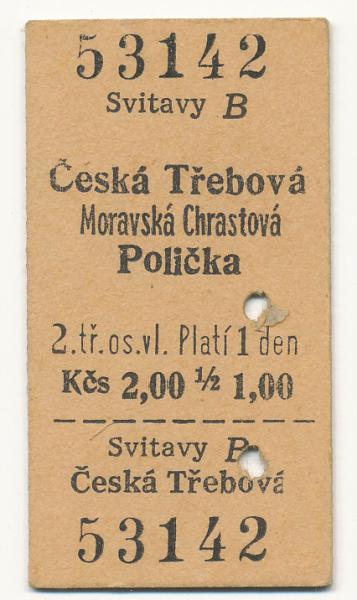 53142
Svitavy B
Česká Třebová
Moravská Chrastová
Polička
2.tř.os.vl. Platí 1 den
Kčs 2,00 ½ 1,00
Svitavy B
Česká Třebová
53142